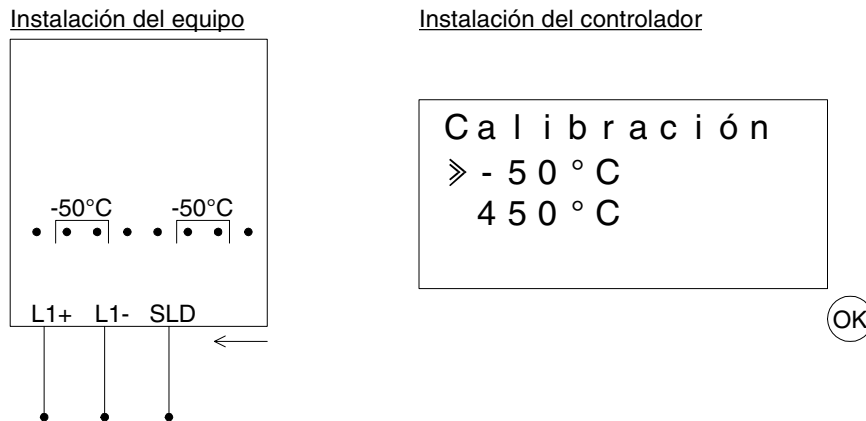 Instalación del equipo
-50°C -50°C
L1+ L1- SLD
Instalación del controlador
Calibración
-50°C
450°C
OK